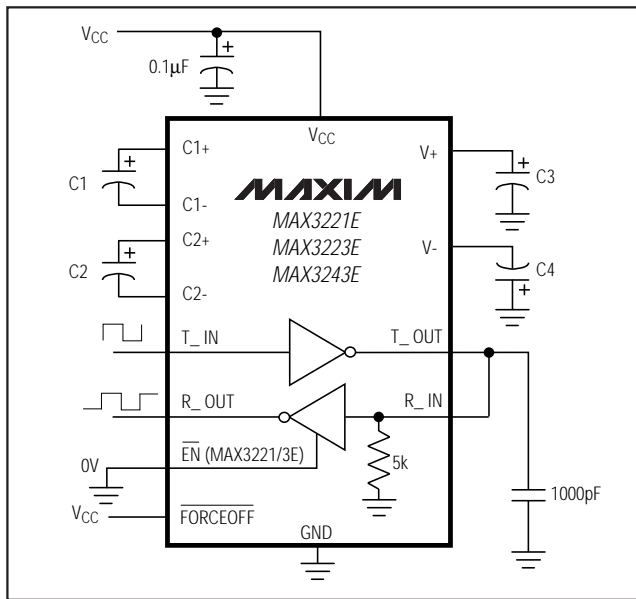 VCC
0.1µF
VCC
C1+
V+
C1
C3
C1-
MAXIM
MAX3221E
MAX3223E
MAX3243E
C2+
V-
C2
C4
C2-
T_ IN
T_ OUT
R_ OUT
R_ IN
0V
EN (MAX3221/3E)
5k
1000pF
VCC
FORCEOFF
GND